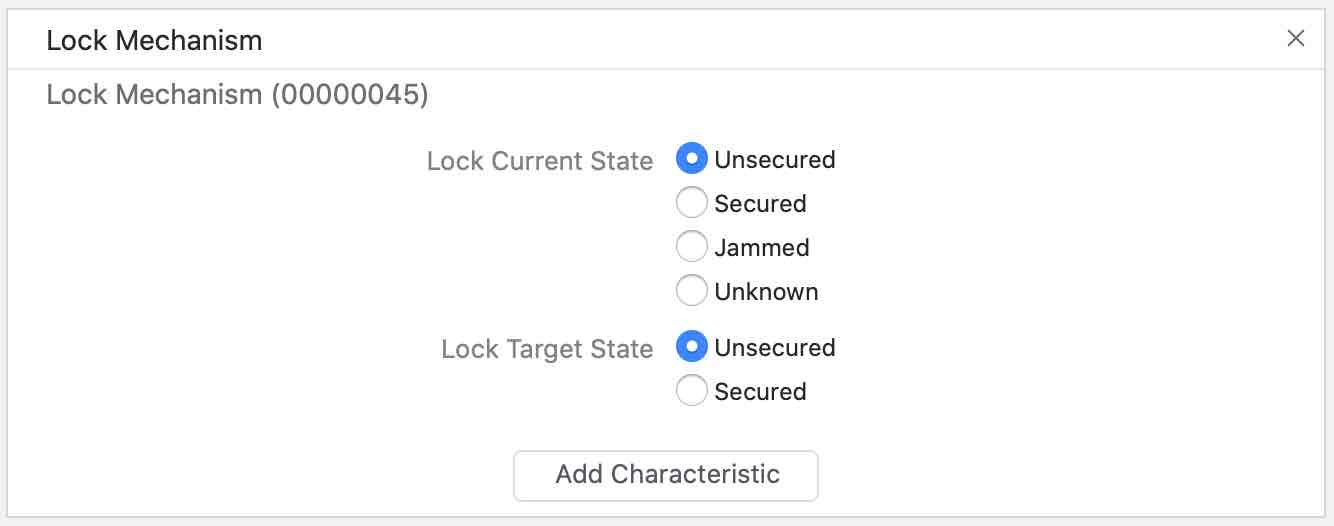 Lock Mechanism
Lock Mechanism (00000045)
Lock Current State Unsecured
Secured
Jammed
Unknown
Lock Target State Unsecured
Secured
Add Characteristic